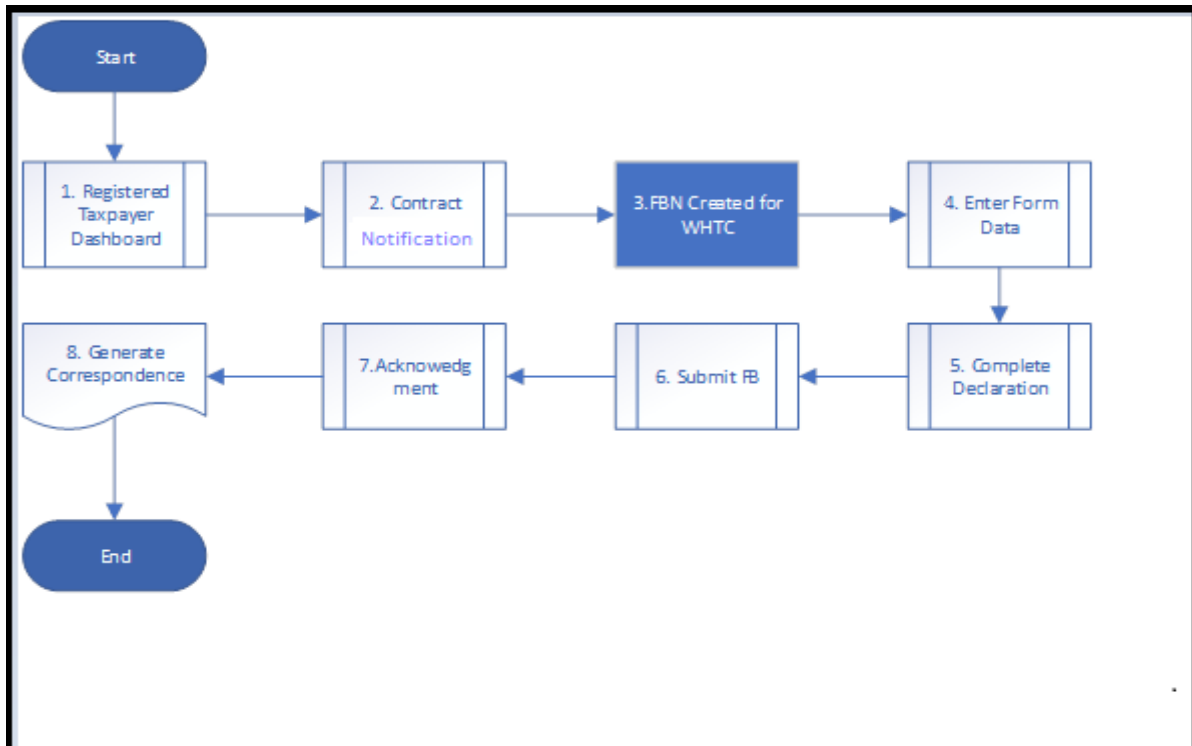 Start
1. Registered
Taxpayer
Dashboard
2. Contract
Notification
3.FBN Created for
WHTC
4. Enter Form
Data
5. Complete
Declaration
6. Submit FB
7.Acknowedg
ment
8. Generate
Correspondence
End